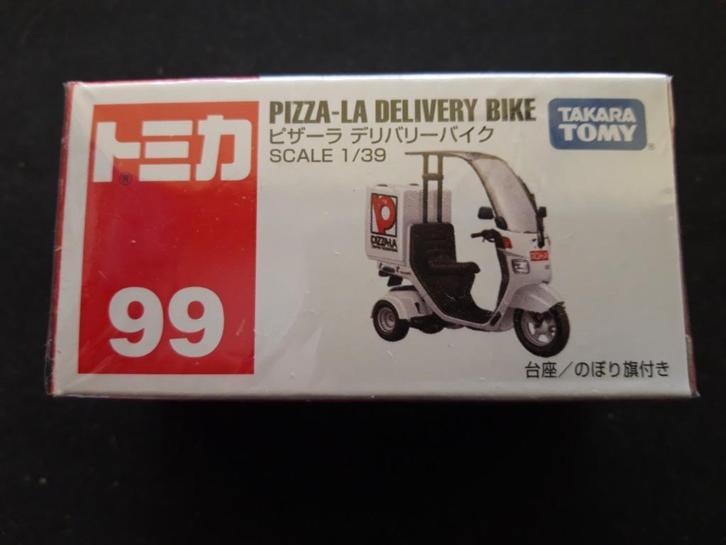 トミカ
®
99
PIZZA-LA DELIVERY BIKE
ピザーラ デリバリーバイク
SCALE 1/39
TAKARA
TOMY®
PIZZA-LA
台座/のぼり旗付き